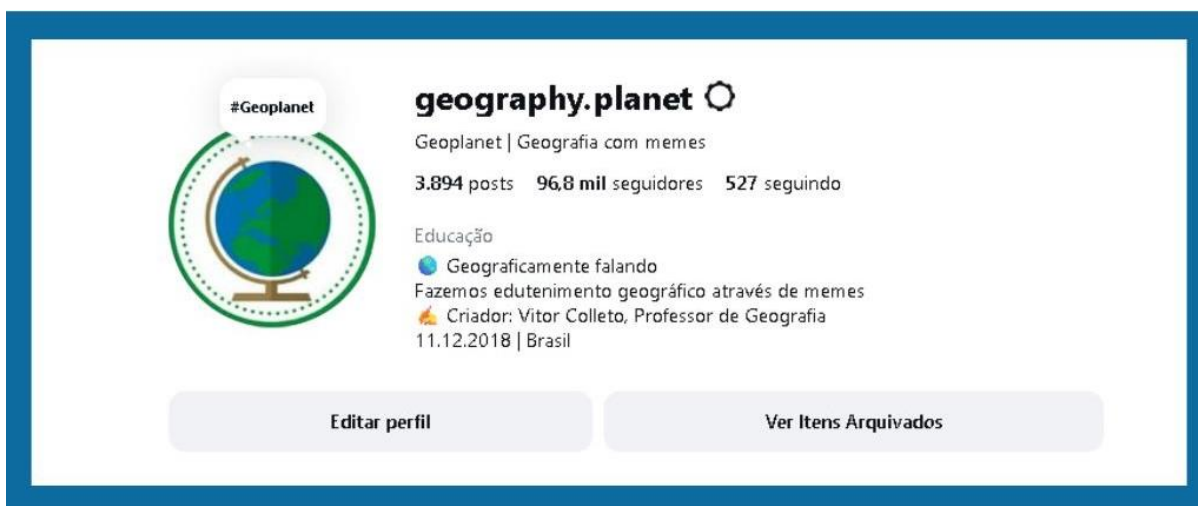 #Geoplanet
geography.planet
Geoplanet | Geografia com memes
3.894 posts 96,8 mil seguidores 527 seguindo
Educação
Geograficamente falando
Fazemos edutenimento geográfico através de memes
Criador: Vitor Colleto, Professor de Geografia
11.12.2018 | Brasil
Editar perfil Ver Itens Arquivados